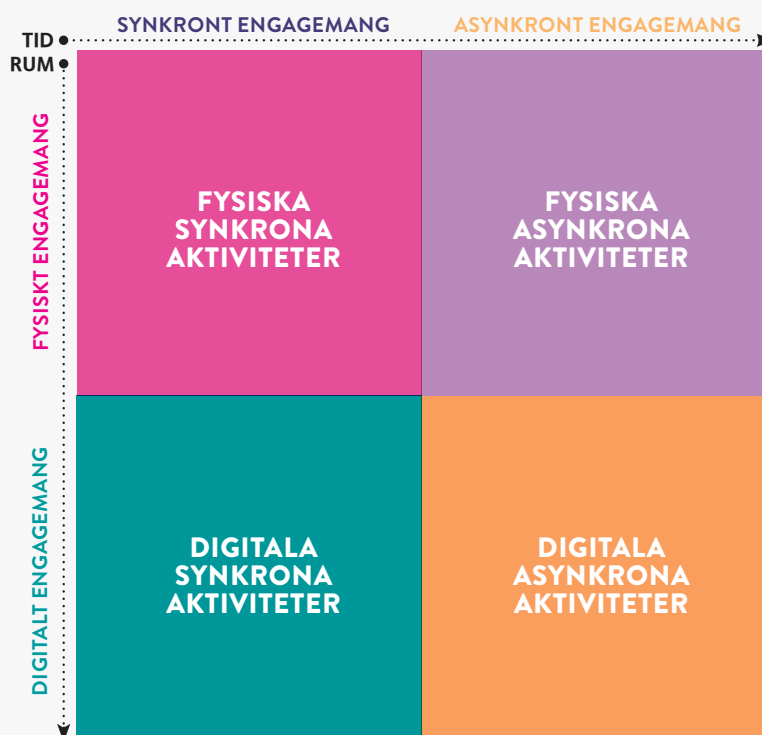 SYNKRONT ENGAGEMANG
ASYNKRONT ENGAGEMANG
TID
RUM
FYSISKT ENGAGEMANG
FYSISKA
SYNKRONA
AKTIVITETER
FYSISKA
ASYNKRONA
AKTIVITETER
DIGITALT ENGAGEMANG
DIGITALA
SYNKRONA
AKTIVITETER
DIGITALA
ASYNKRONA
AKTIVITETER